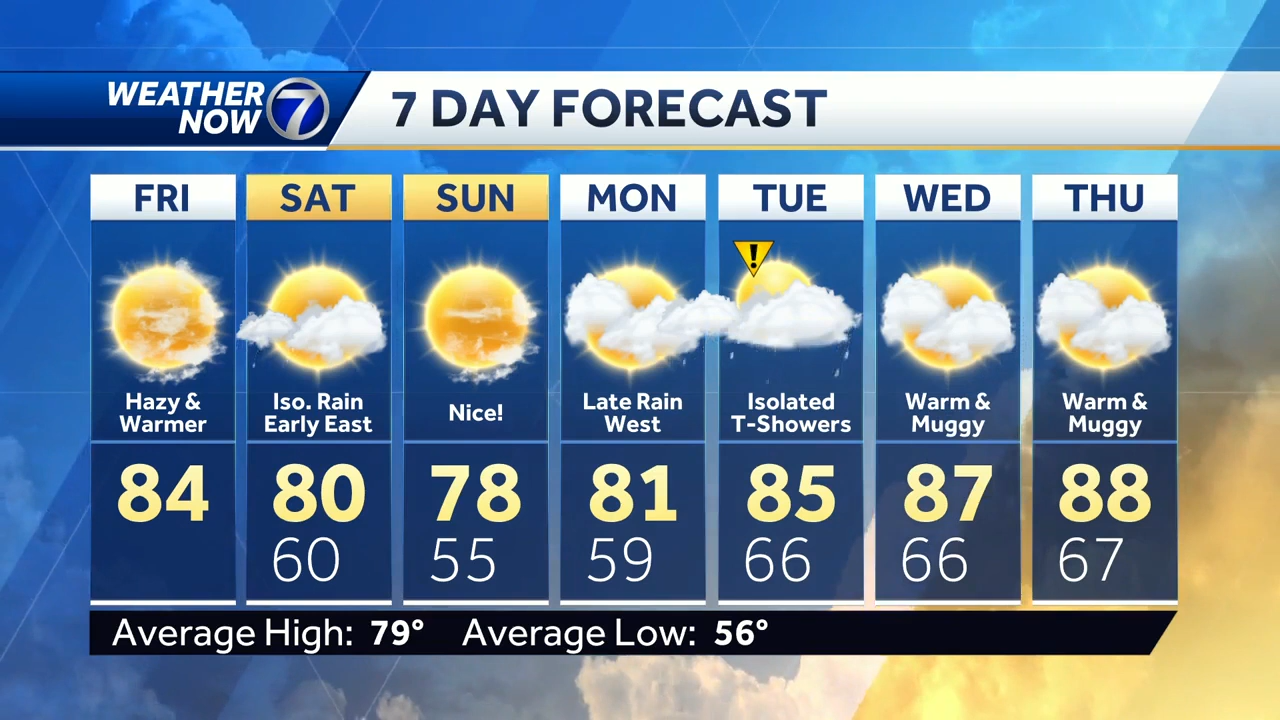 WEATHER
NOW 7
7 DAY FORECAST
FRI SAT SUN MON TUE WED THU
!
Hazy &
Warmer
Iso. Rain
Early East
Nice!
Late Rain
West
Isolated
T-Showers
Warm &
Muggy
Warm &
Muggy
84 80 78 81 85 87 88
60 55 59 66 66 67
Average High: 79° Average Low: 56°